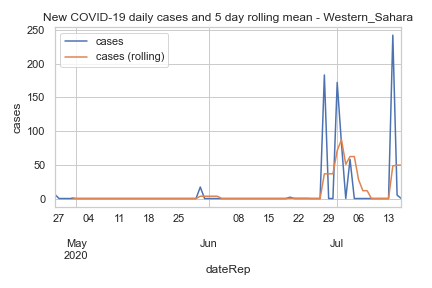 New COVID-19 daily cases and 5 day rolling mean - Western_Sahara
cases
cases (rolling)
250
200
150
100
50
0
cases
27 04 11 18 25 08 15 22 29 06 13
May Jun Jul
2020
dateRep